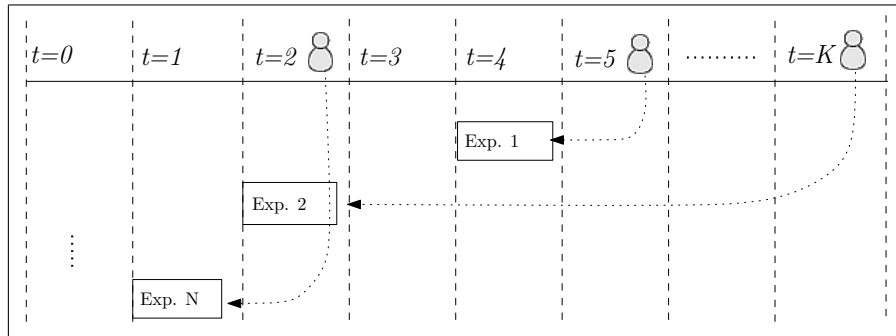 t=0 t=1 t=2 t=3 t=4 t=5 .......... t=K
Exp. 1
Exp. 2
Exp. N